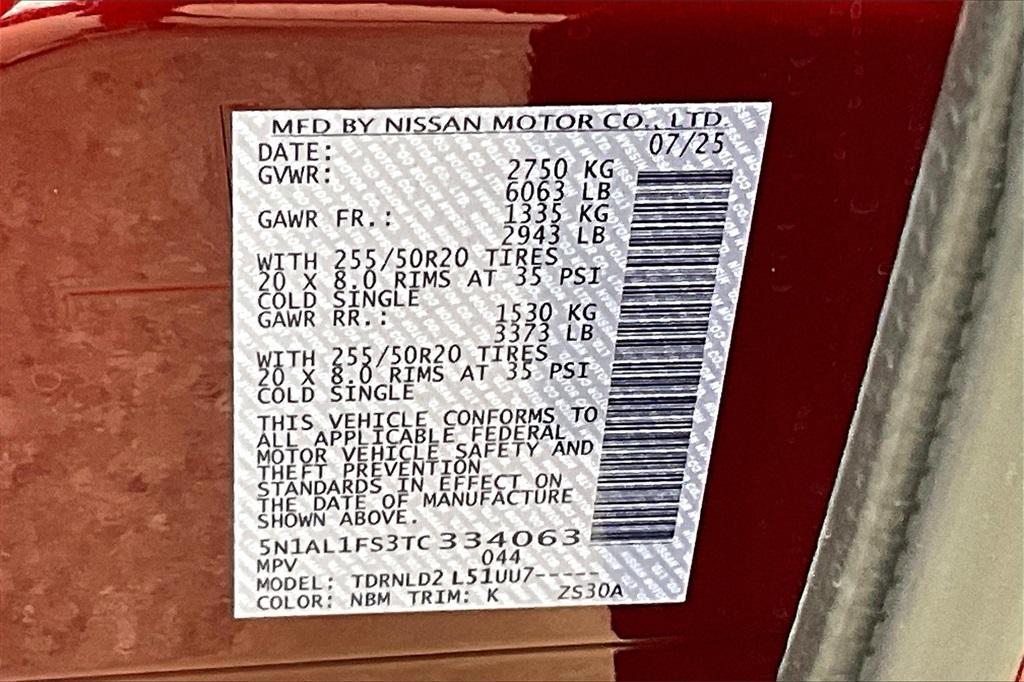 MFD BY NISSAN MOTOR CO., LTD.
DATE: 07/25
GVWR: 2750 KG
6063 LB
GAWR FR.: 1335 KG
2943 LB
WITH 255/50R20 TIRES
20 X 8.0 RIMS AT 35 PSI
COLD SINGLE
GAWR RR.: 1530 KG
3373 LB
WITH 255/50R20 TIRES
20 X 8.0 RIMS AT 35 PSI
COLD SINGLE
THIS VEHICLE CONFORMS TO
ALL APPLICABLE FEDERAL
MOTOR VEHICLE SAFETY AND
THEFT PREVENTION
STANDARDS IN EFFECT ON
THE DATE OF MANUFACTURE
SHOWN ABOVE.
5N1AL1FS3TC334063
MPV 044
MODEL: TDRNLD2 L51UU7-----
COLOR: NBM TRIM: K ZS30A